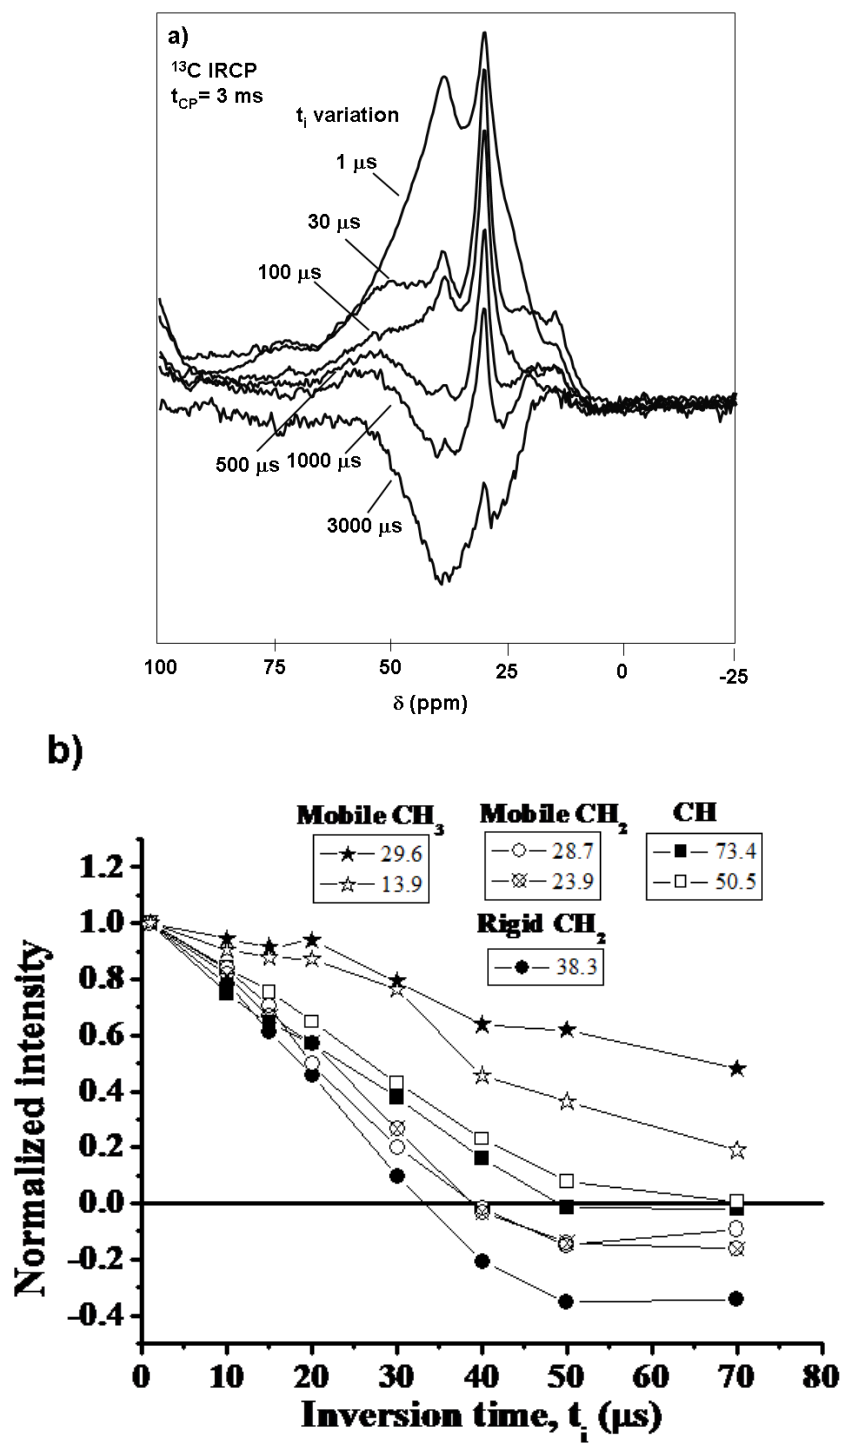 a)
¹³C IRCP
t_CP= 3 ms
t_i variation
1 μs
30 μs
100 μs
500 μs
1000 μs
3000 μs
100 75 50 25 0 -25
δ (ppm)
b)
Mobile CH₃ Mobile CH₂ CH
29.6 28.7 73.4
13.9 23.9 50.5
Rigid CH₂
38.3
1.2
1.0
0.8
0.6
0.4
0.2
0.0
-0.2
-0.4
Normalized intensity
0 10 20 30 40 50 60 70 80
Inversion time, t_i (μs)